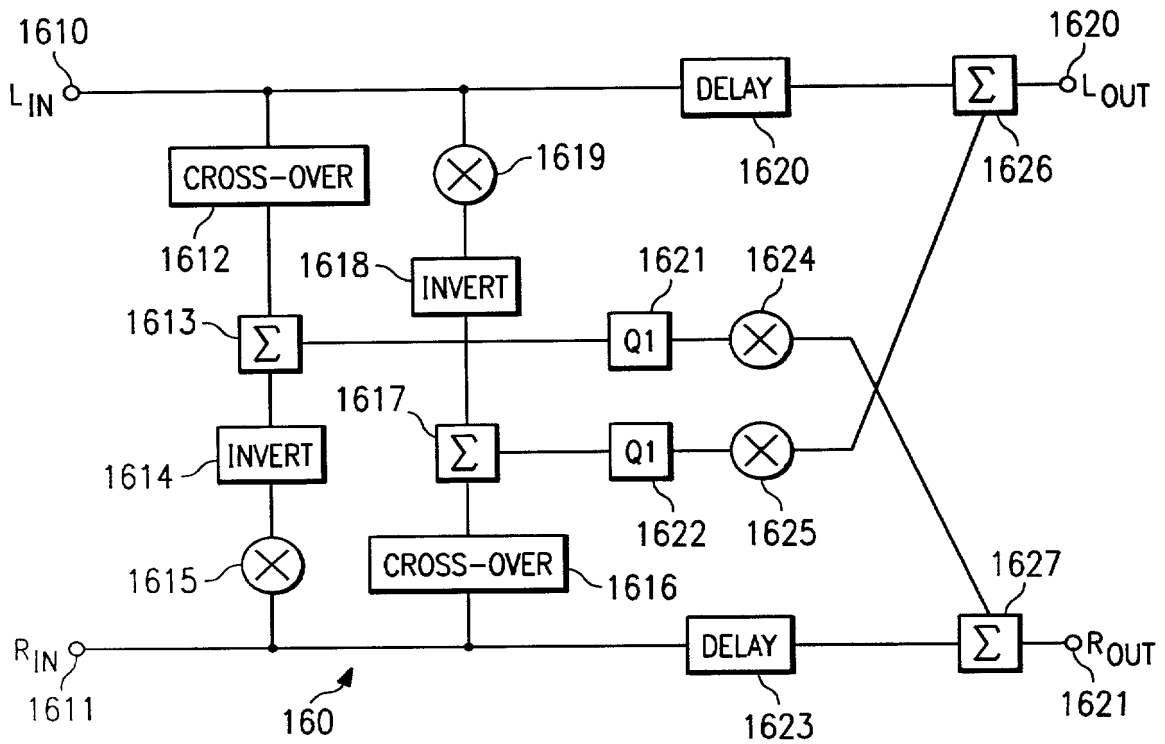 1610
1620
L IN
DELAY
Σ
L OUT
1619
CROSS-OVER
1620
1626
1612
1618
INVERT
1621
1624
1613
Σ
Q1
1617
Σ
Q1
INVERT
1614
1622
1625
CROSS-OVER
1615
1616
1627
R IN
DELAY
Σ
R OUT
1611
160
1623
1621